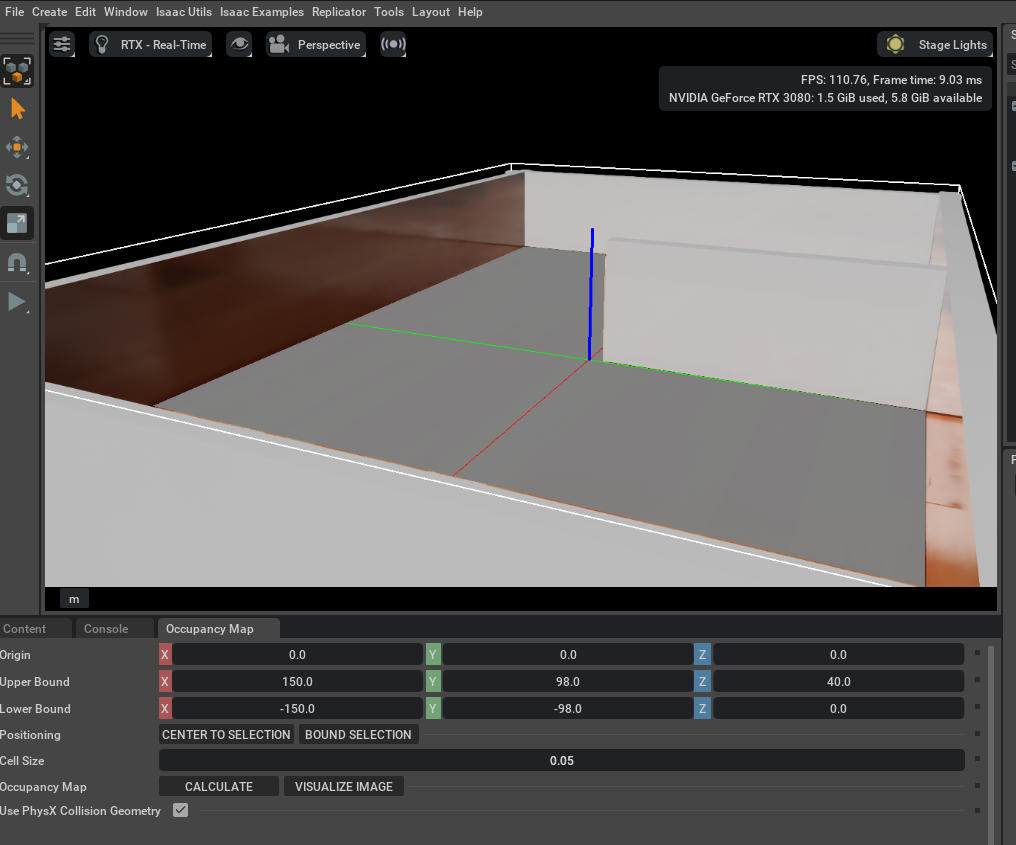 File Create Edit Window Isaac Utils Isaac Examples Replicator Tools Layout Help
RTX - Real-Time Perspective Stage Lights
FPS: 110.76, Frame time: 9.03 ms
NVIDIA GeForce RTX 3080: 1.5 GiB used, 5.8 GiB available
m
Content Console Occupancy Map
Origin X 0.0 Y 0.0 Z 0.0
Upper Bound X 150.0 Y 98.0 Z 40.0
Lower Bound X -150.0 Y -98.0 Z 0.0
Positioning CENTER TO SELECTION BOUND SELECTION
Cell Size 0.05
Occupancy Map CALCULATE VISUALIZE IMAGE
Use PhysX Collision Geometry